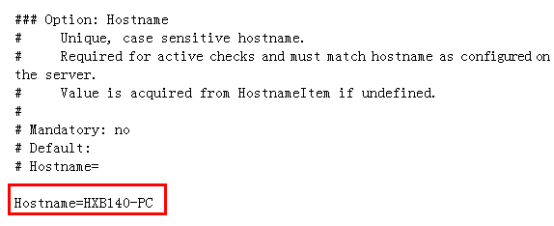 ### Option: Hostname
#     Unique, case sensitive hostname.
#     Required for active checks and must match hostname as configured on
the server.
#     Value is acquired from HostnameItem if undefined.
#
# Mandatory: no
# Default:
# Hostname=
Hostname=HXB140-PC